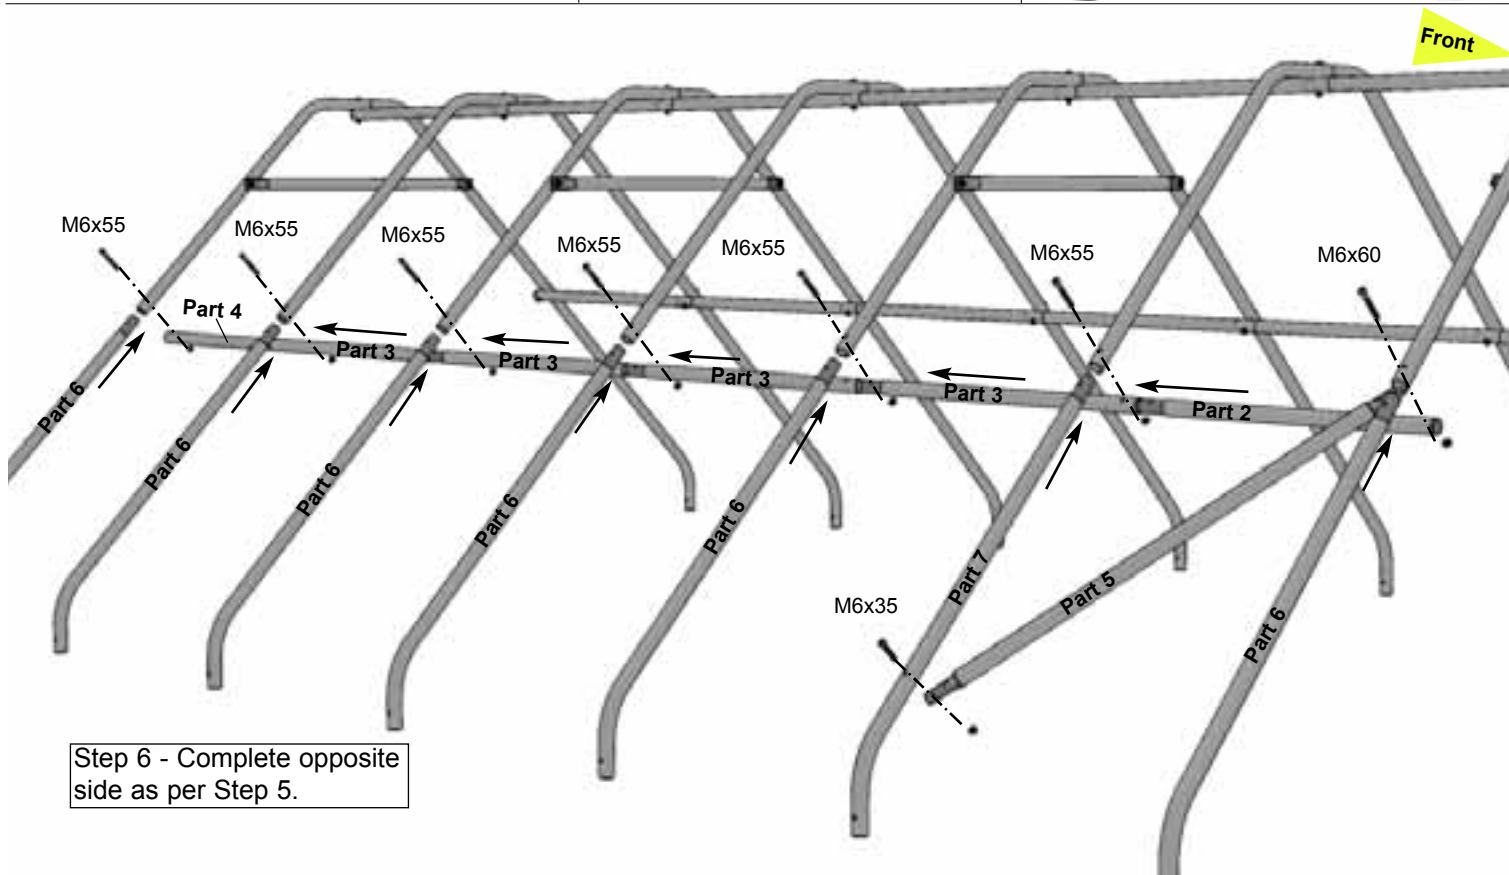 Front
M6x55
M6x55
M6x55
M6x55
M6x55
M6x55
M6x60
Part 4
Part 3
Part 3
Part 3
Part 3
Part 2
Part 6
Part 6
Part 6
Part 6
Part 6
Part 7
Part 5
Part 6
M6x35
Step 6 - Complete opposite
side as per Step 5.